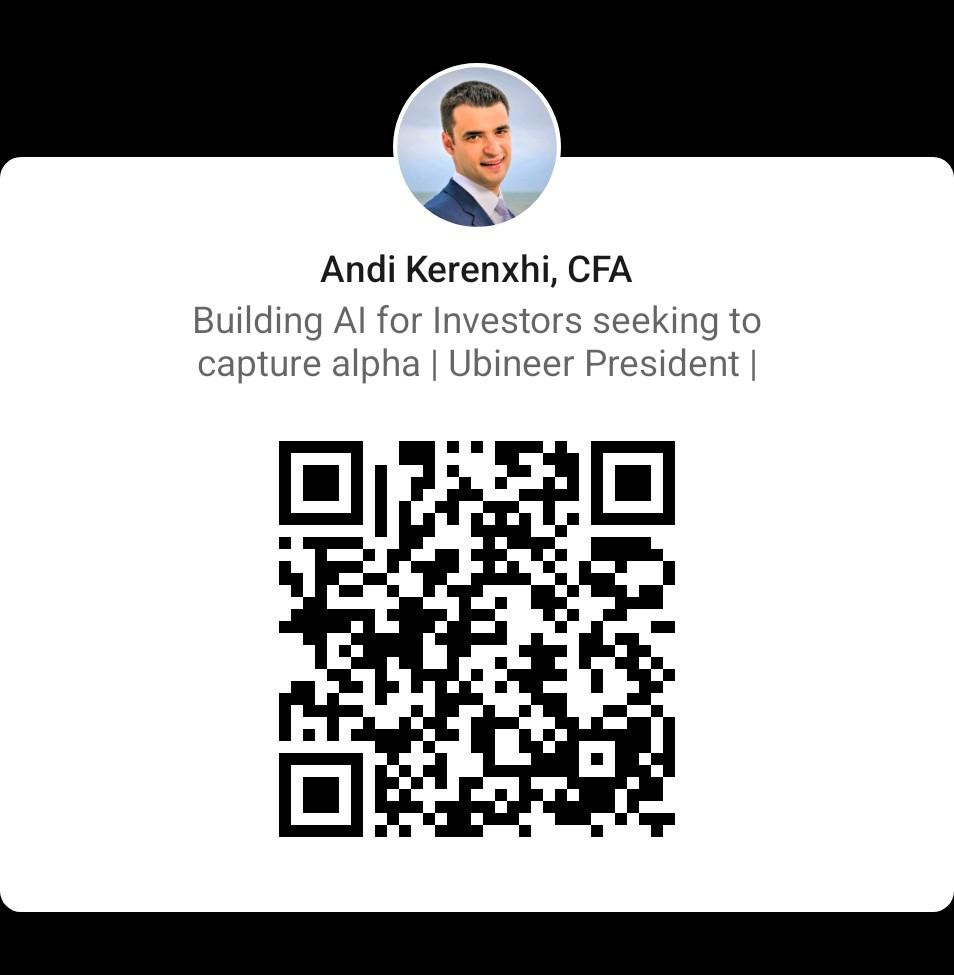 Andi Kerenxhi, CFA
Building AI for Investors seeking to
capture alpha | Ubineer President |